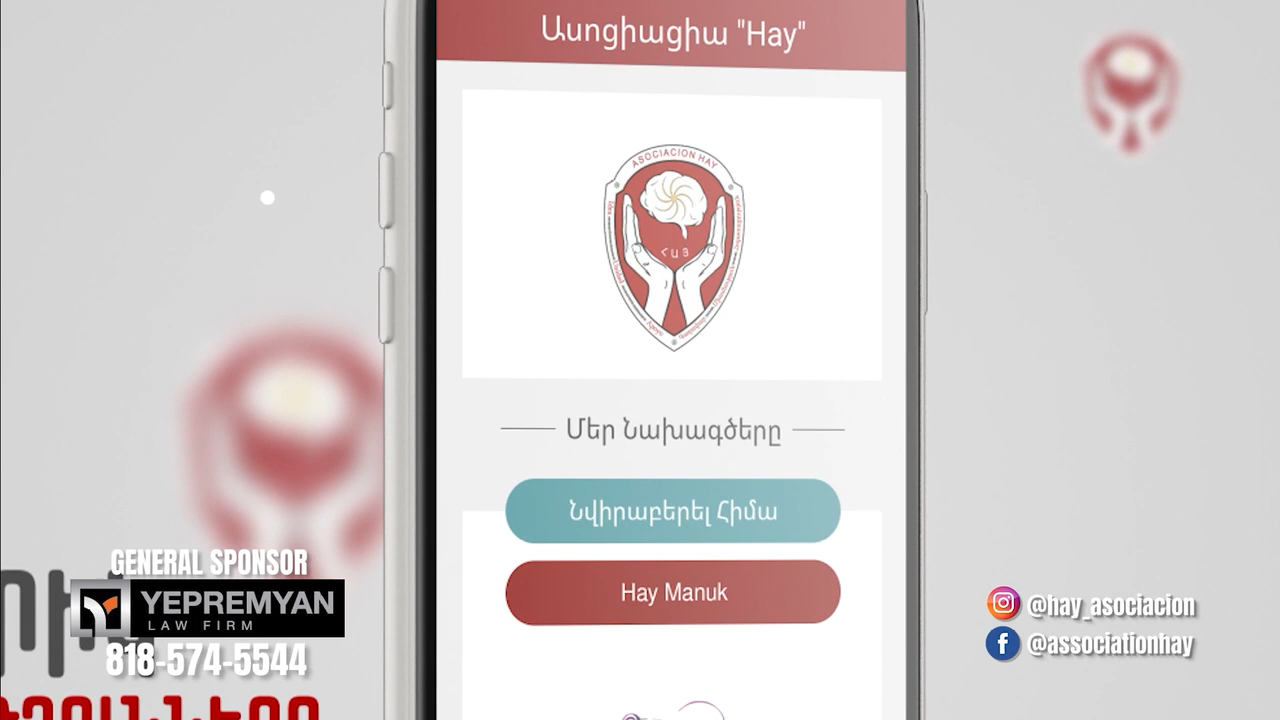 Ասոցիացիա "Hay"
ASOCIACION HAY
ՀԱՅ
Մեր Նախագծերը
Նվիրաբերել Հիմա
Hay Manuk
GENERAL SPONSOR
YEPREMYAN
LAW FIRM
818-574-5544
@hay_asociacion
@associationhay